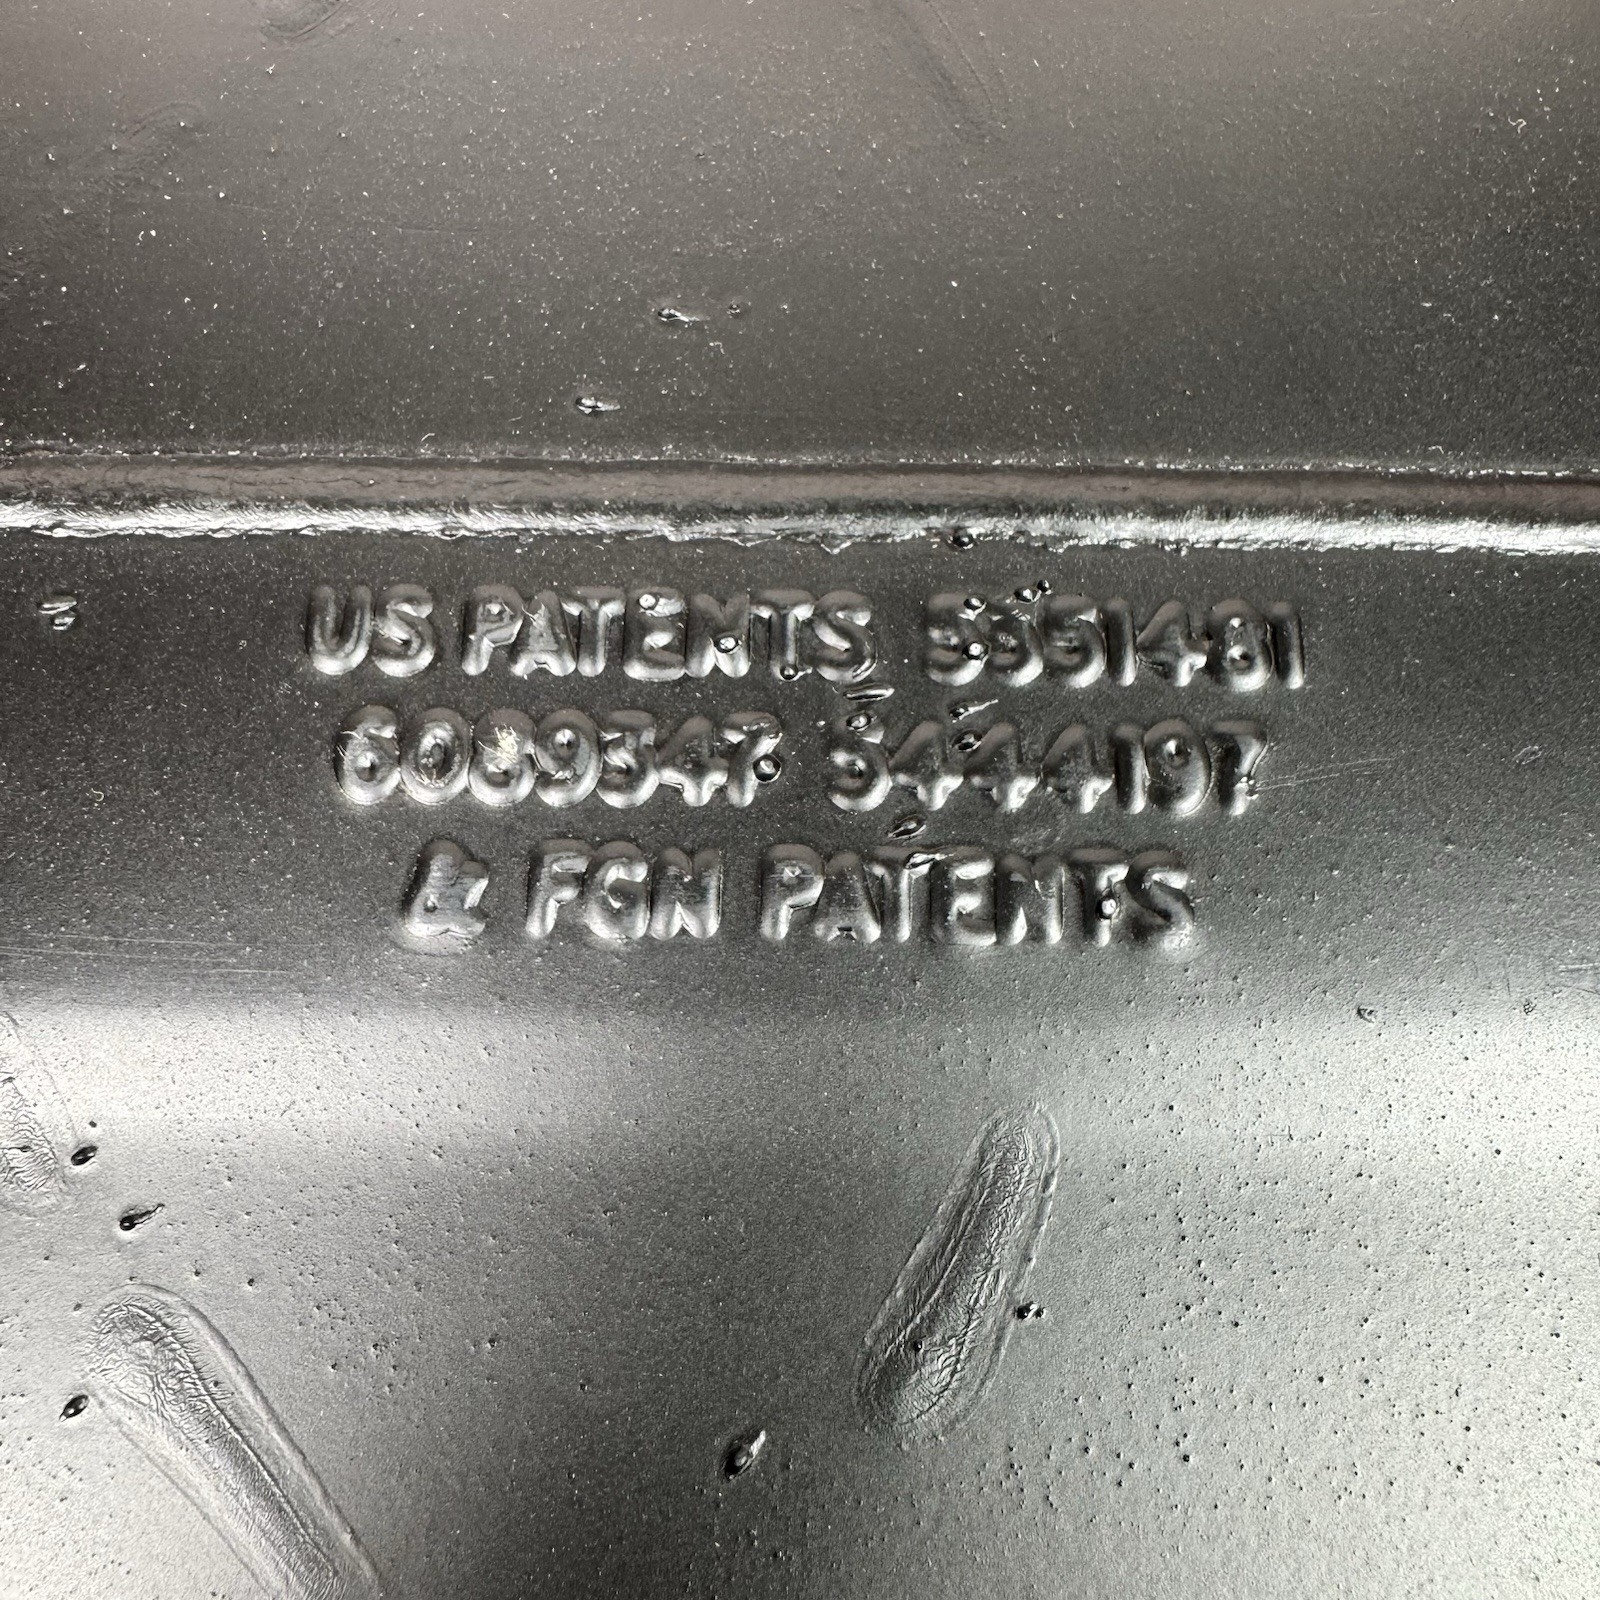 US PATENTS 5351481
6089347 5444197
& FGN PATENTS